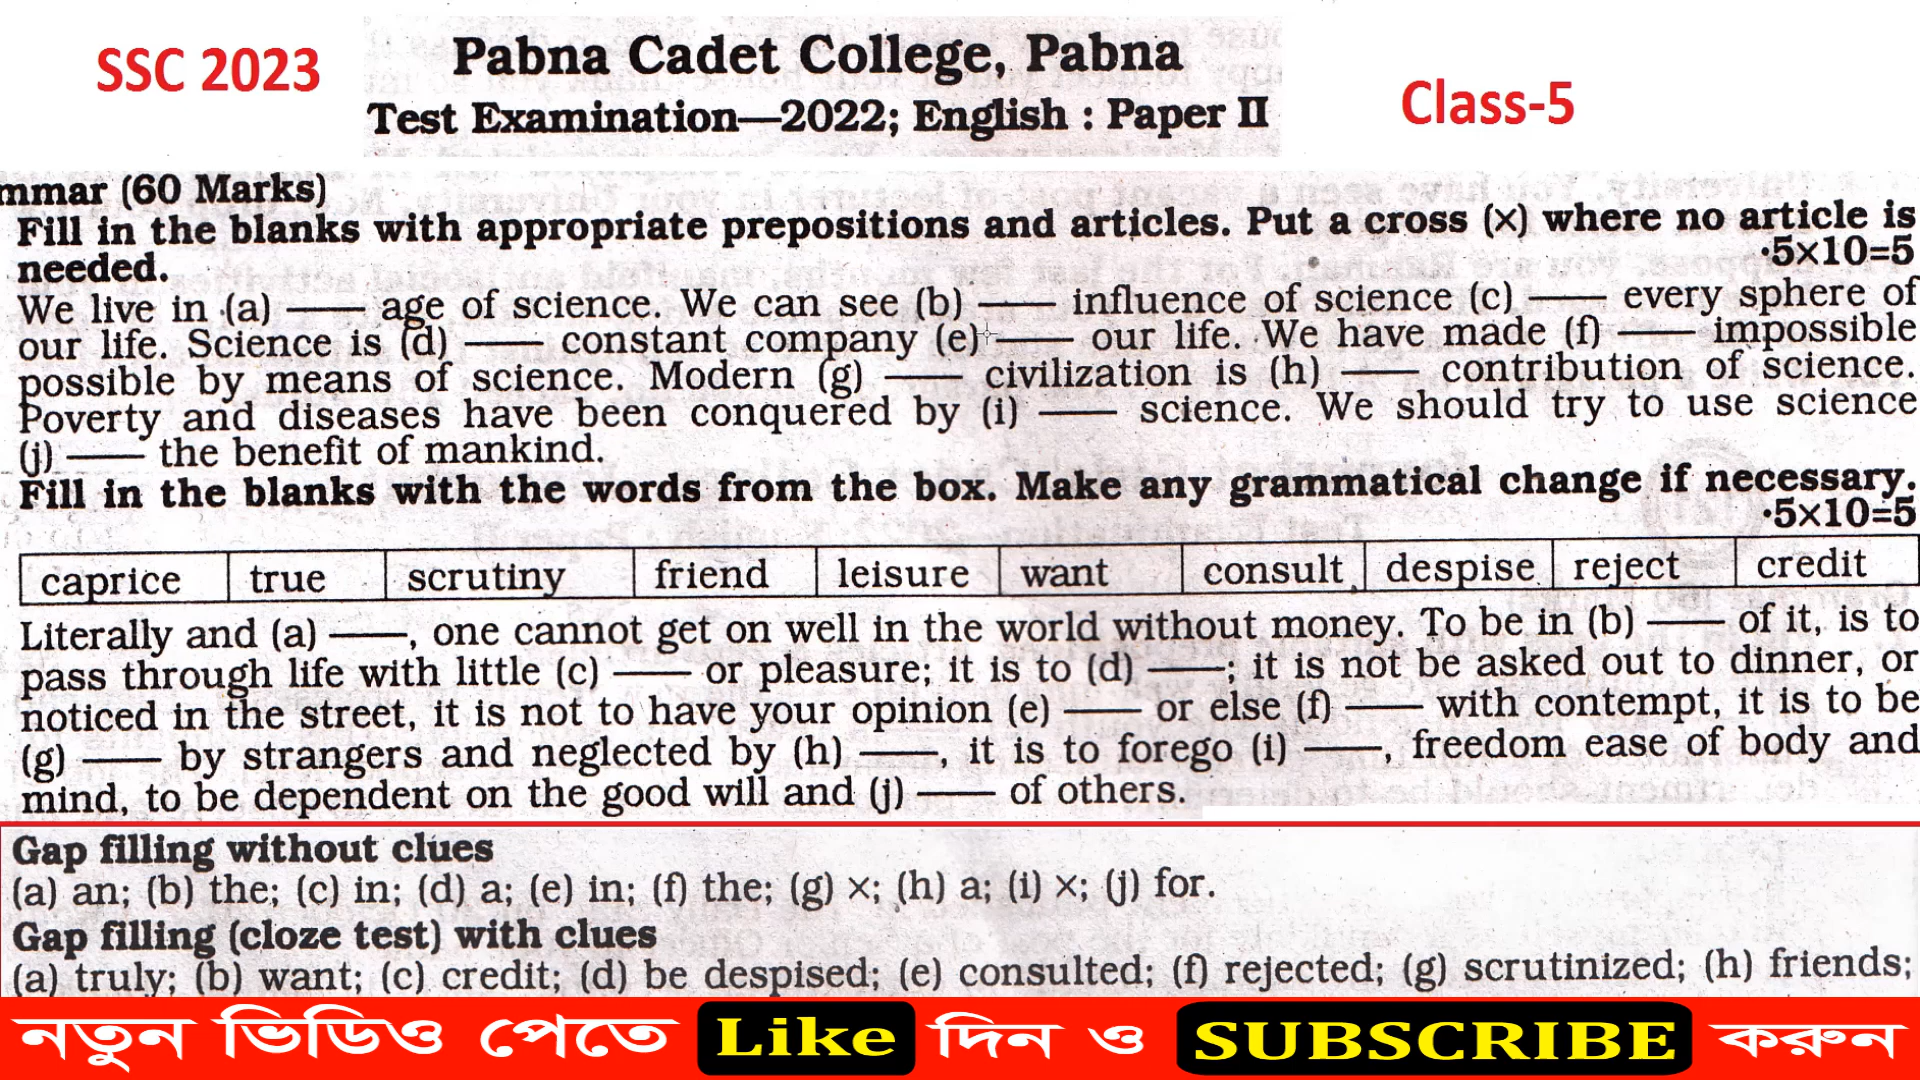 SSC 2023
Pabna Cadet College, Pabna
Test Examination—2022; English : Paper II
Class-5
mmar (60 Marks)
Fill in the blanks with appropriate prepositions and articles. Put a cross (×) where no article is
needed. ·5×10=5
We live in (a) —— age of science. We can see (b) —— influence of science (c) —— every sphere of
our life. Science is (d) —— constant company (e) —— our life. We have made (f) —— impossible
possible by means of science. Modern (g) —— civilization is (h) —— contribution of science.
Poverty and diseases have been conquered by (i) —— science. We should try to use science
(j) —— the benefit of mankind.
Fill in the blanks with the words from the box. Make any grammatical change if necessary.
·5×10=5
caprice true scrutiny friend leisure want consult despise reject credit
Literally and (a) ——, one cannot get on well in the world without money. To be in (b) —— of it, is to
pass through life with little (c) —— or pleasure; it is to (d) ——; it is not be asked out to dinner, or
noticed in the street, it is not to have your opinion (e) —— or else (f) —— with contempt, it is to be
(g) —— by strangers and neglected by (h) ——, it is to forego (i) ——, freedom ease of body and
mind, to be dependent on the good will and (j) —— of others.
Gap filling without clues
(a) an; (b) the; (c) in; (d) a; (e) in; (f) the; (g) ×; (h) a; (i) ×; (j) for.
Gap filling (cloze test) with clues
(a) truly; (b) want; (c) credit; (d) be despised; (e) consulted; (f) rejected; (g) scrutinized; (h) friends;
নতুন ভিডিও পেতে Like দিন ও SUBSCRIBE করুন